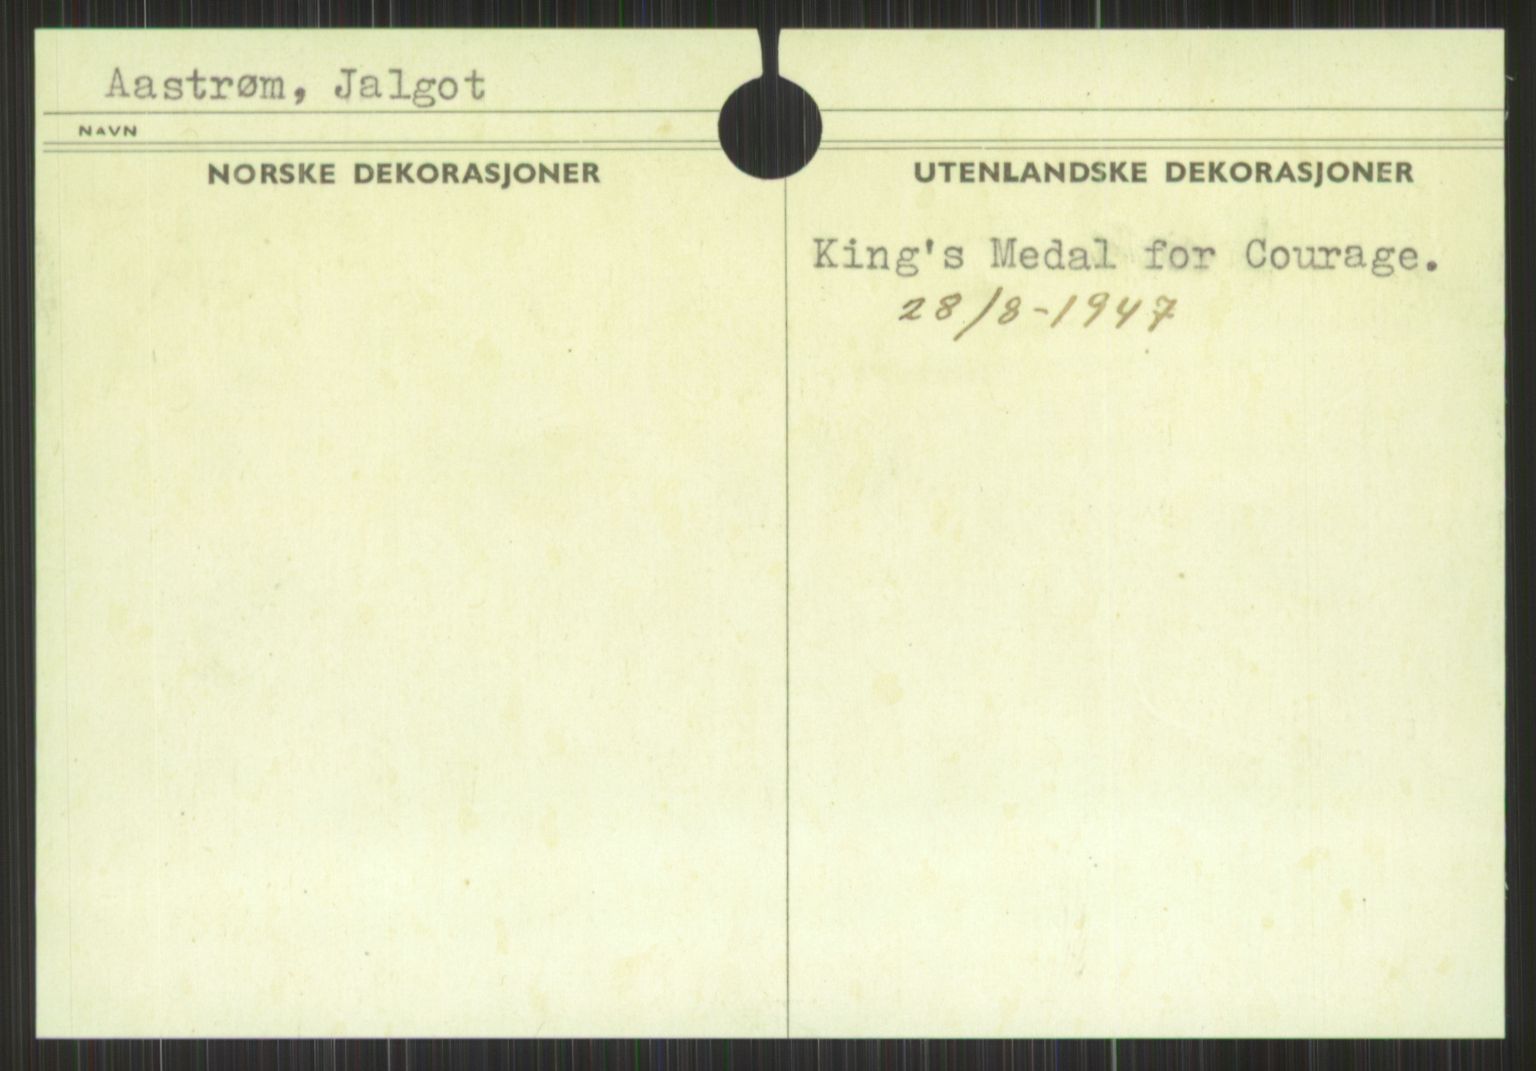 Aastrøm, Jalgot
NAVN
NORSKE DEKORASJONER
UTENLANDSKE DEKORASJONER
King's Medal for Courage.
28/8-1947